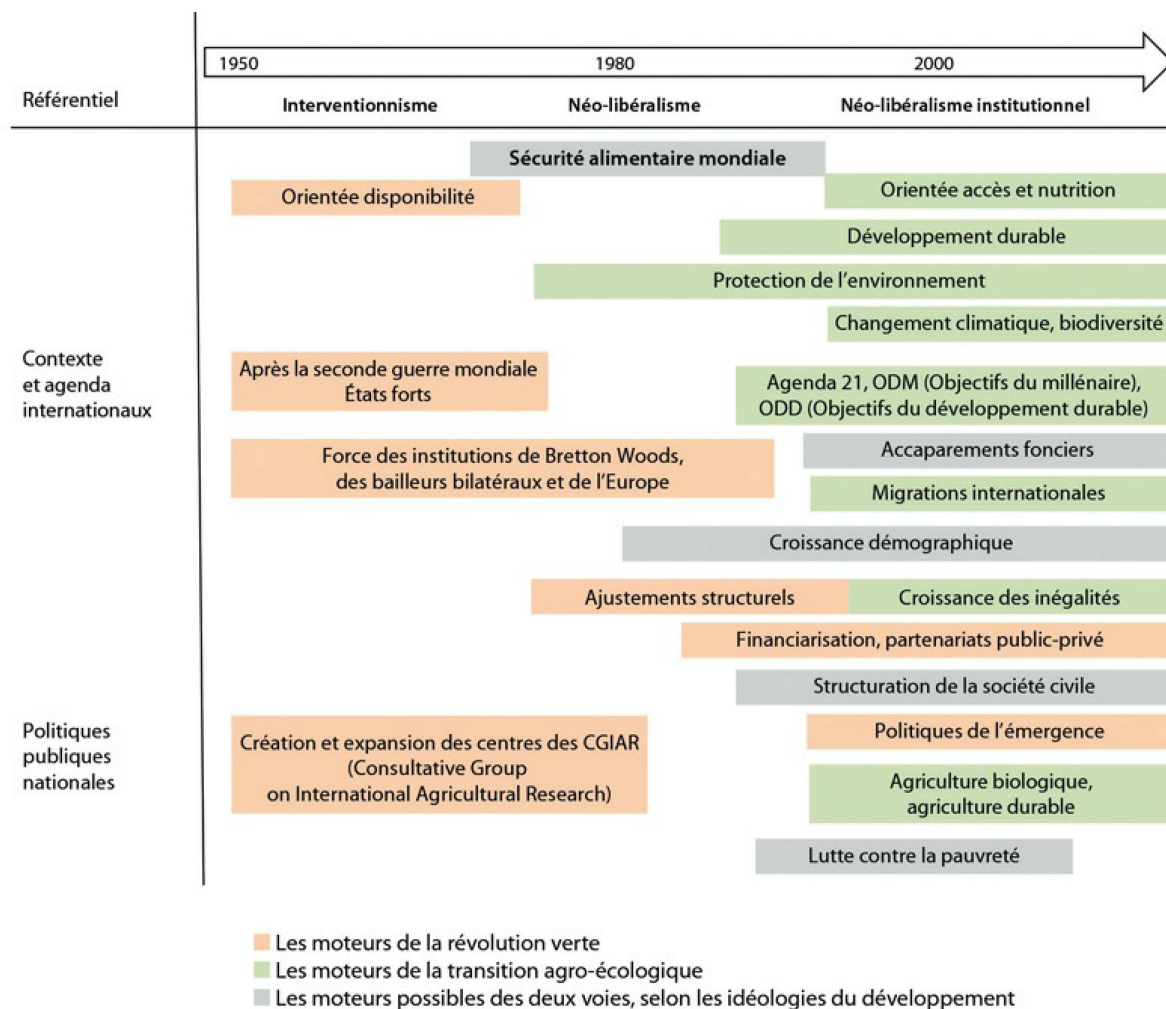 1950 1980 2000
Référentiel
Interventionnisme Néo-libéralisme Néo-libéralisme institutionnel
Sécurité alimentaire mondiale
Orientée disponibilité
Orientée accès et nutrition
Développement durable
Protection de l'environnement
Changement climatique, biodiversité
Contexte
et agenda
internationaux
Après la seconde guerre mondiale
États forts
Agenda 21, ODM (Objectifs du millénaire),
ODD (Objectifs du développement durable)
Force des institutions de Bretton Woods,
des bailleurs bilatéraux et de l'Europe
Accaparements fonciers
Migrations internationales
Croissance démographique
Ajustements structurels
Croissance des inégalités
Financiarisation, partenariats public-privé
Structuration de la société civile
Politiques
publiques
nationales
Création et expansion des centres des CGIAR
(Consultative Group
on International Agricultural Research)
Politiques de l'émergence
Agriculture biologique,
agriculture durable
Lutte contre la pauvreté
Les moteurs de la révolution verte
Les moteurs de la transition agro-écologique
Les moteurs possibles des deux voies, selon les idéologies du développement